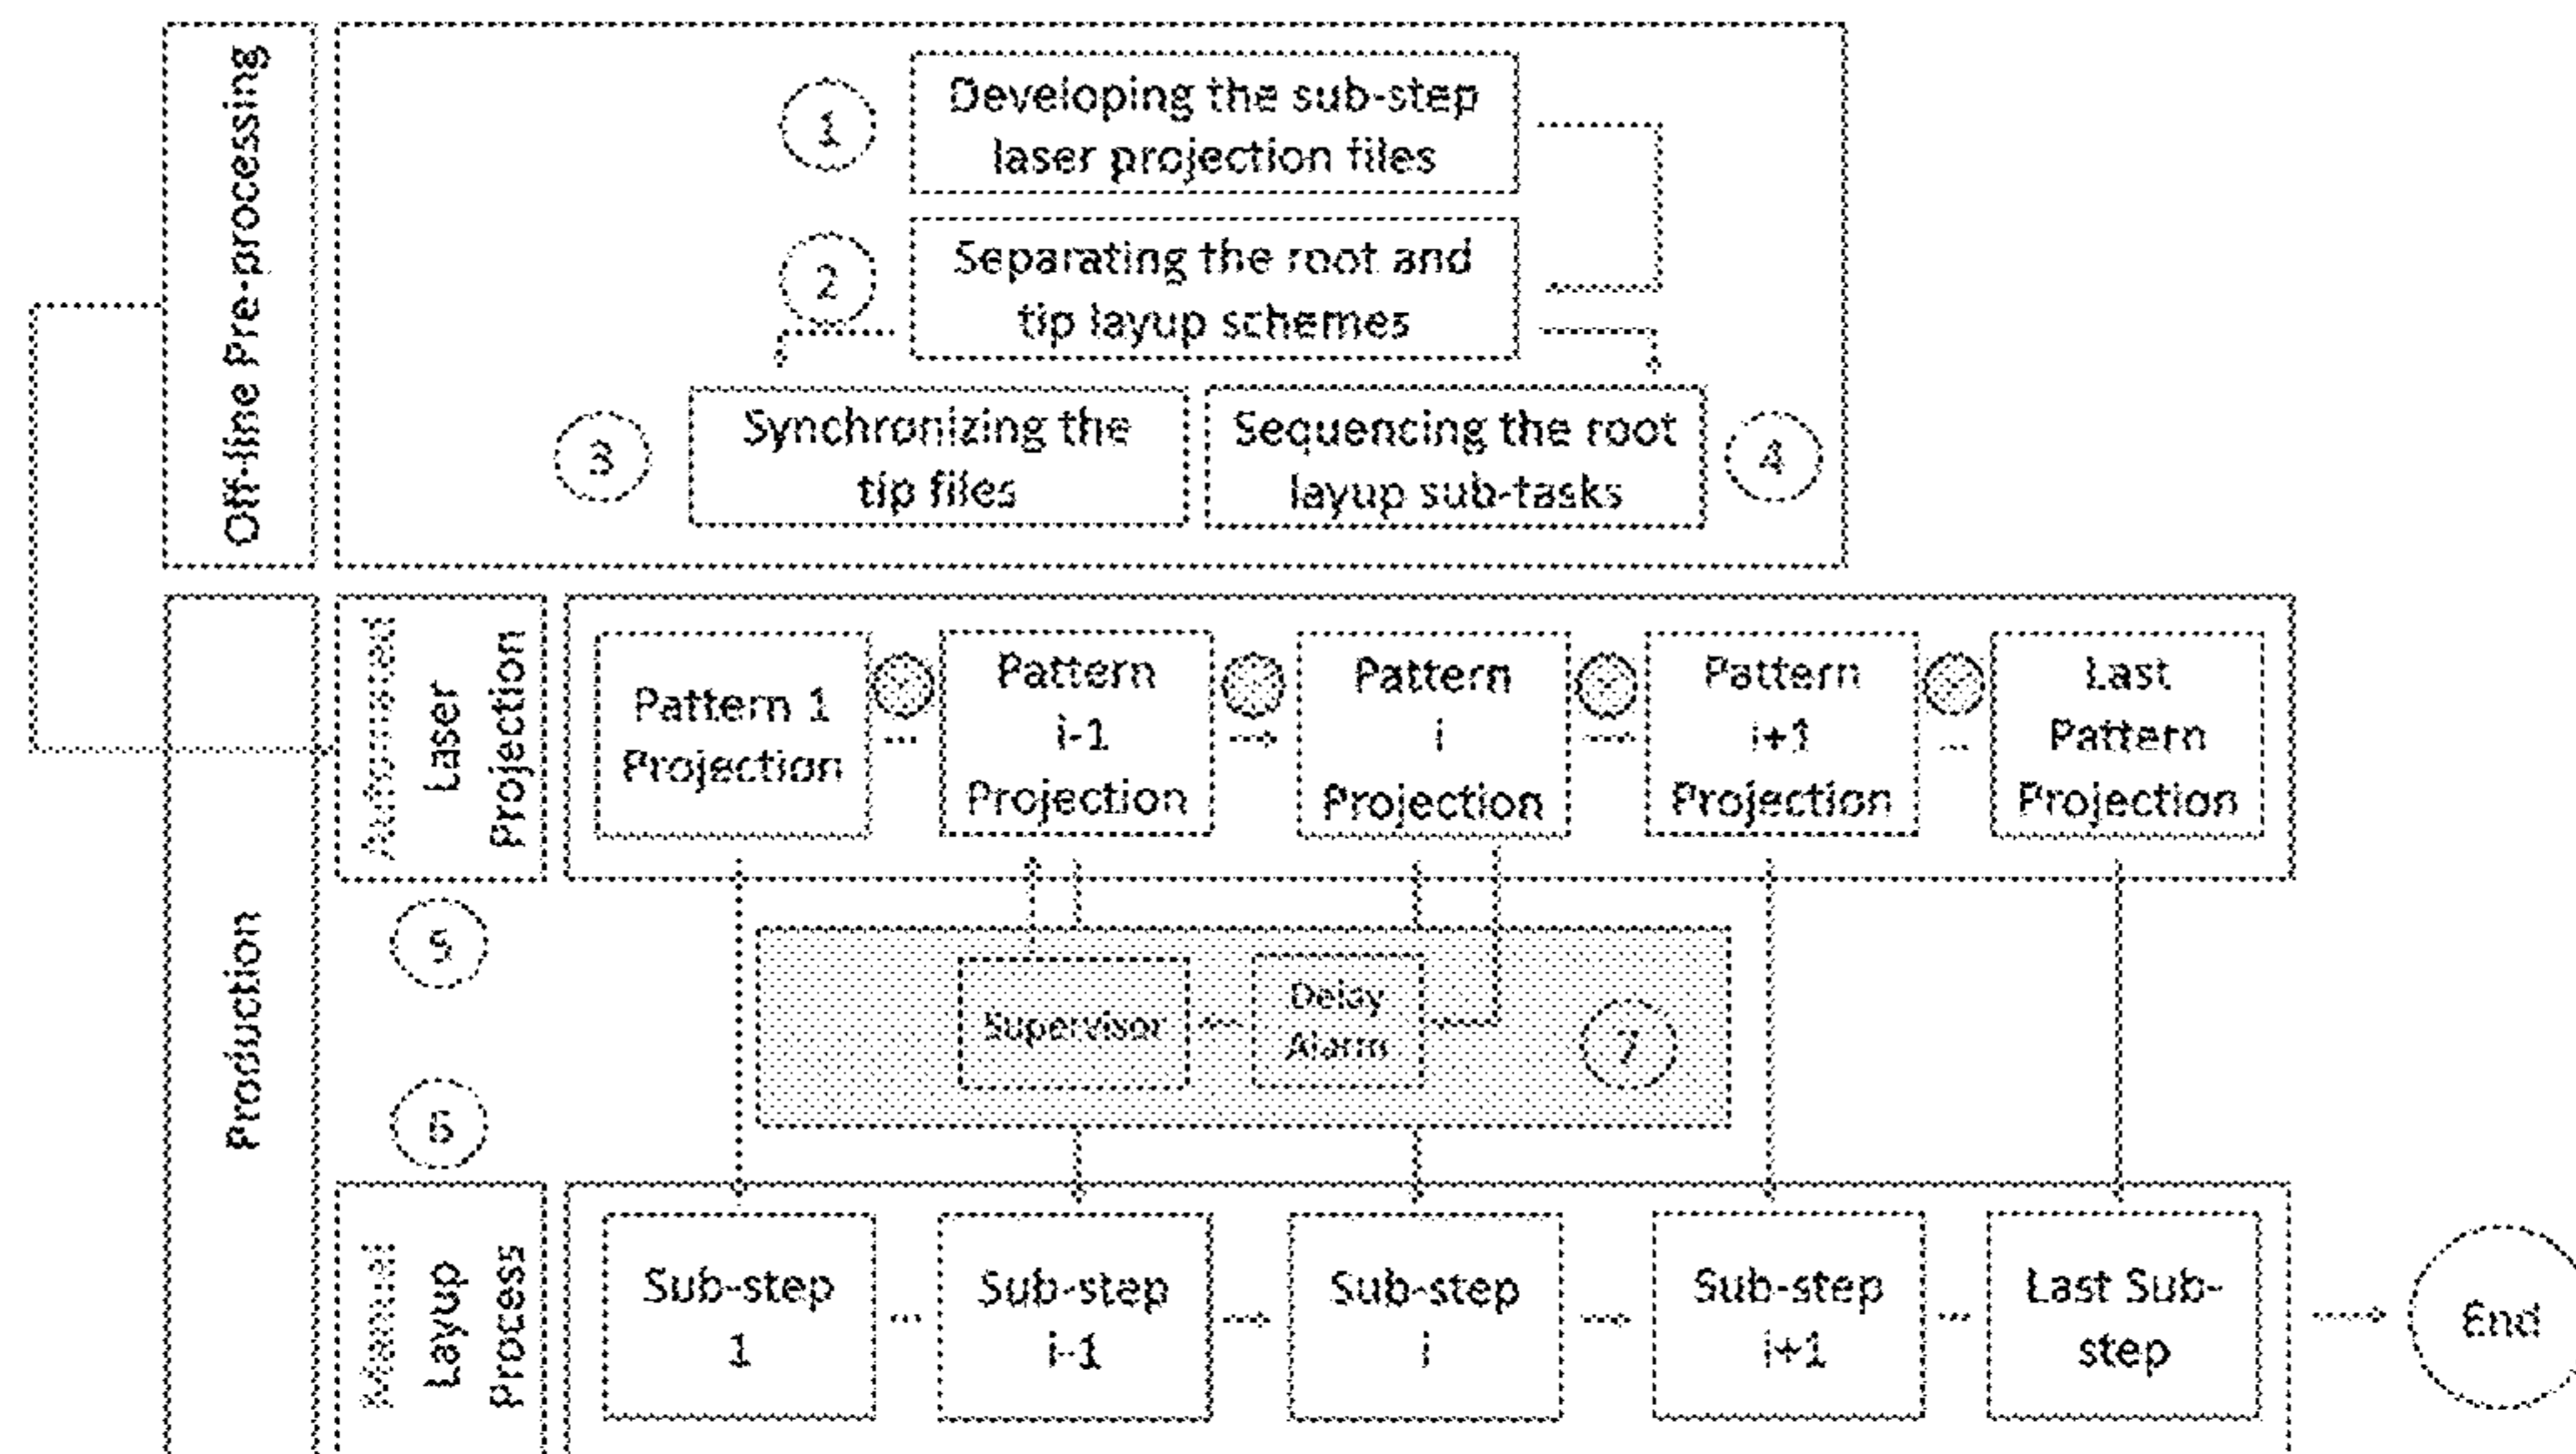 Off-line Pre-processing
1
Developing the sub-step
laser projection files
2
Separating the root and
tip layup schemes
3
Synchronizing the
tip files
Sequencing the root
layup sub-tasks
4
Production
Automated
Laser
Projection
Pattern 1
Projection
...
Pattern
i-1
Projection
Pattern
i
Projection
Pattern
i+1
Projection
...
Last
Pattern
Projection
5
Supervisor
Delay
Alarm
7
6
Manual
Layup
Process
Sub-step
1
...
Sub-step
i-1
Sub-step
i
Sub-step
i+1
...
Last Sub-
step
End